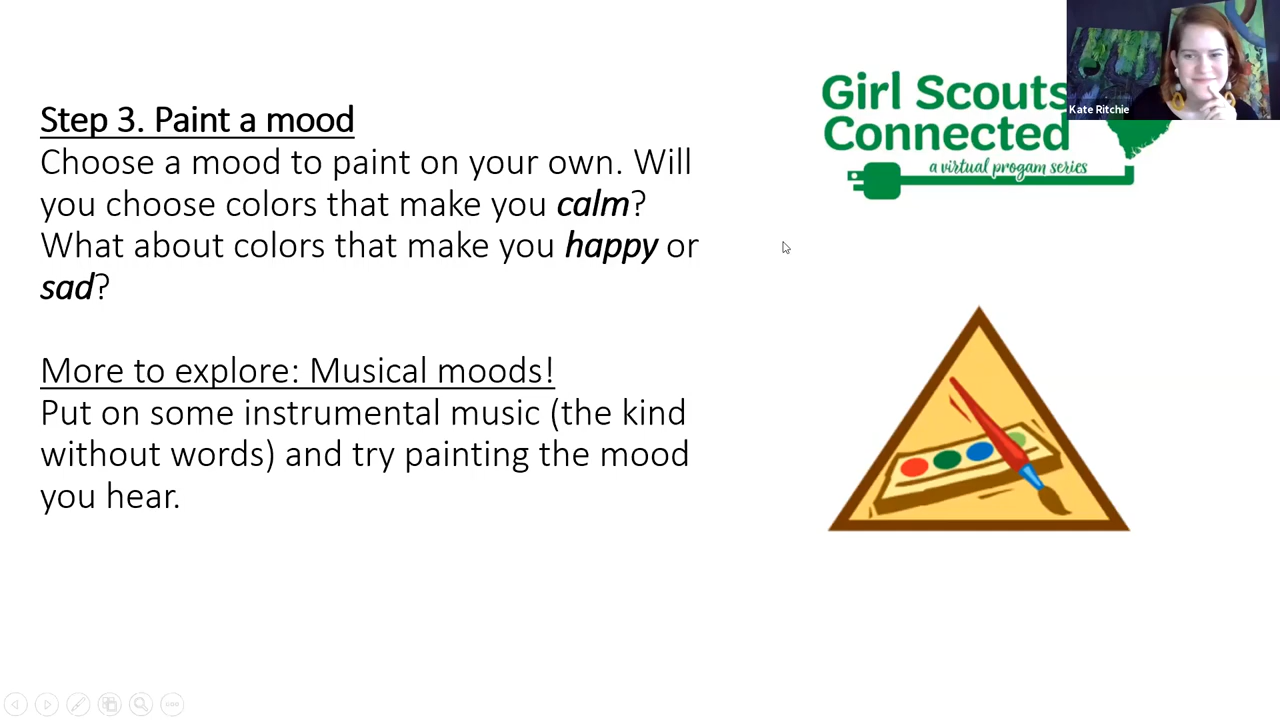 Step 3. Paint a mood
Choose a mood to paint on your own. Will
you choose colors that make you calm?
What about colors that make you happy or
sad?
More to explore: Musical moods!
Put on some instrumental music (the kind
without words) and try painting the mood
you hear.
Girl Scouts
Connected
a virtual progam series
Kate Ritchie